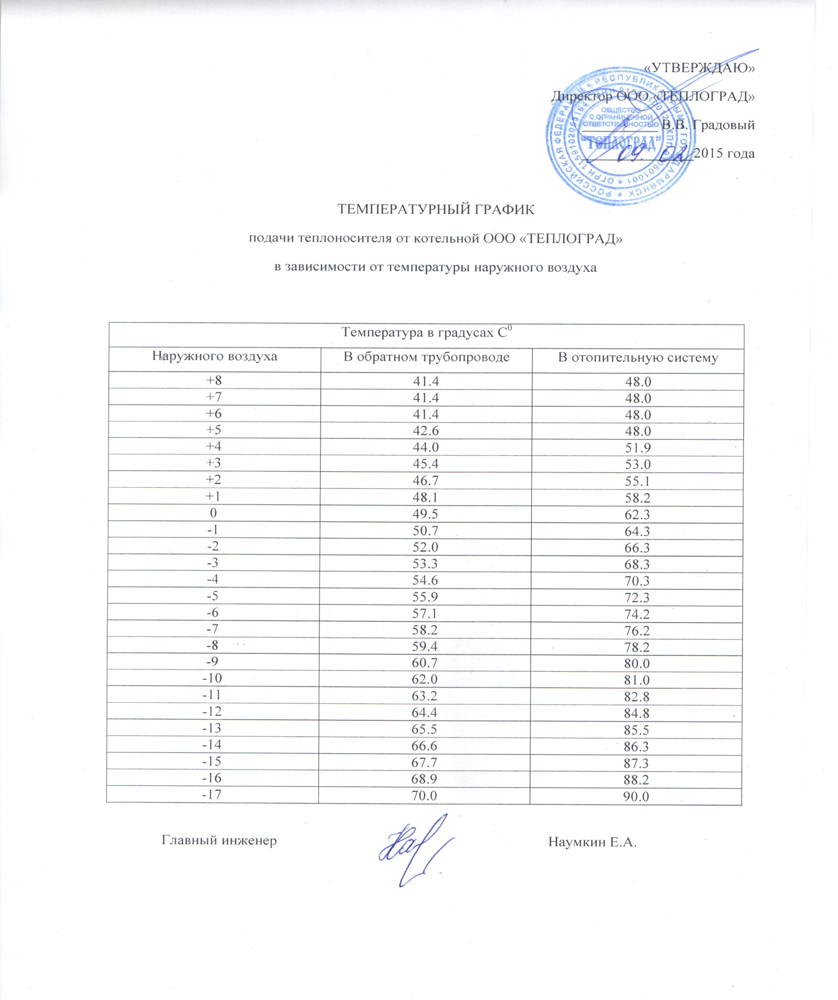 «УТВЕРЖДАЮ»
Директор ООО «ТЕПЛОГРАД»
В.В. Градовый
09. 2015 года
РОССИЙСКАЯ ФЕДЕРАЦИЯ * РЕСПУБЛИКА КРЫМ * ГОРОД АРМЯНСК *
ОБЩЕСТВО
С ОГРАНИЧЕННОЙ
ОТВЕТСТВЕННОСТЬЮ
“ТЕПЛОГРАД”
ТЕМПЕРАТУРНЫЙ ГРАФИК
подачи теплоносителя от котельной ООО «ТЕПЛОГРАД»
в зависимости от температуры наружного воздуха
Температура в градусах С⁰
Наружного воздуха В обратном трубопроводе В отопительную систему
+8 41.4 48.0
+7 41.4 48.0
+6 41.4 48.0
+5 42.6 48.0
+4 44.0 51.9
+3 45.4 53.0
+2 46.7 55.1
+1 48.1 58.2
0 49.5 62.3
-1 50.7 64.3
-2 52.0 66.3
-3 53.3 68.3
-4 54.6 70.3
-5 55.9 72.3
-6 57.1 74.2
-7 58.2 76.2
-8 59.4 78.2
-9 60.7 80.0
-10 62.0 81.0
-11 63.2 82.8
-12 64.4 84.8
-13 65.5 85.5
-14 66.6 86.3
-15 67.7 87.3
-16 68.9 88.2
-17 70.0 90.0
Главный инженер Наумкин Е.А.